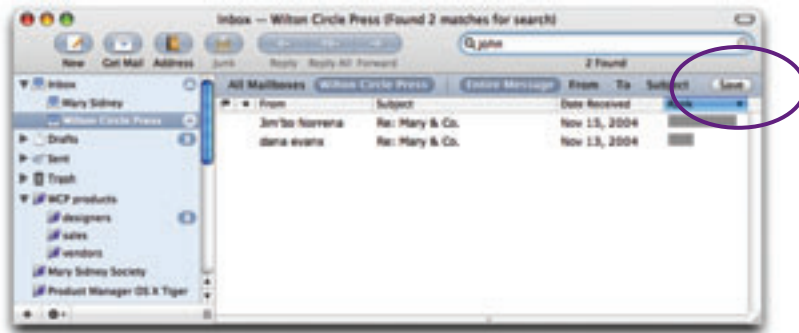 Inbox — Wilton Circle Press (Found 2 matches for search)
john
New Get Mail Address Junk Reply Reply All Forward 2 Found
All Mailboxes Wilton Circle Press Entire Message From To Subject Save
From Subject Date Received Rank
Jim'bo Norrena Re: Mary & Co. Nov 15, 2004
dana evans Re: Mary & Co. Nov 13, 2004
Inbox
Mary Sidney
Wilton Circle Press
Drafts
Sent
Trash
WCP products
designers
sales
vendors
Mary Sidney Society
Product Manager OS X Tiger